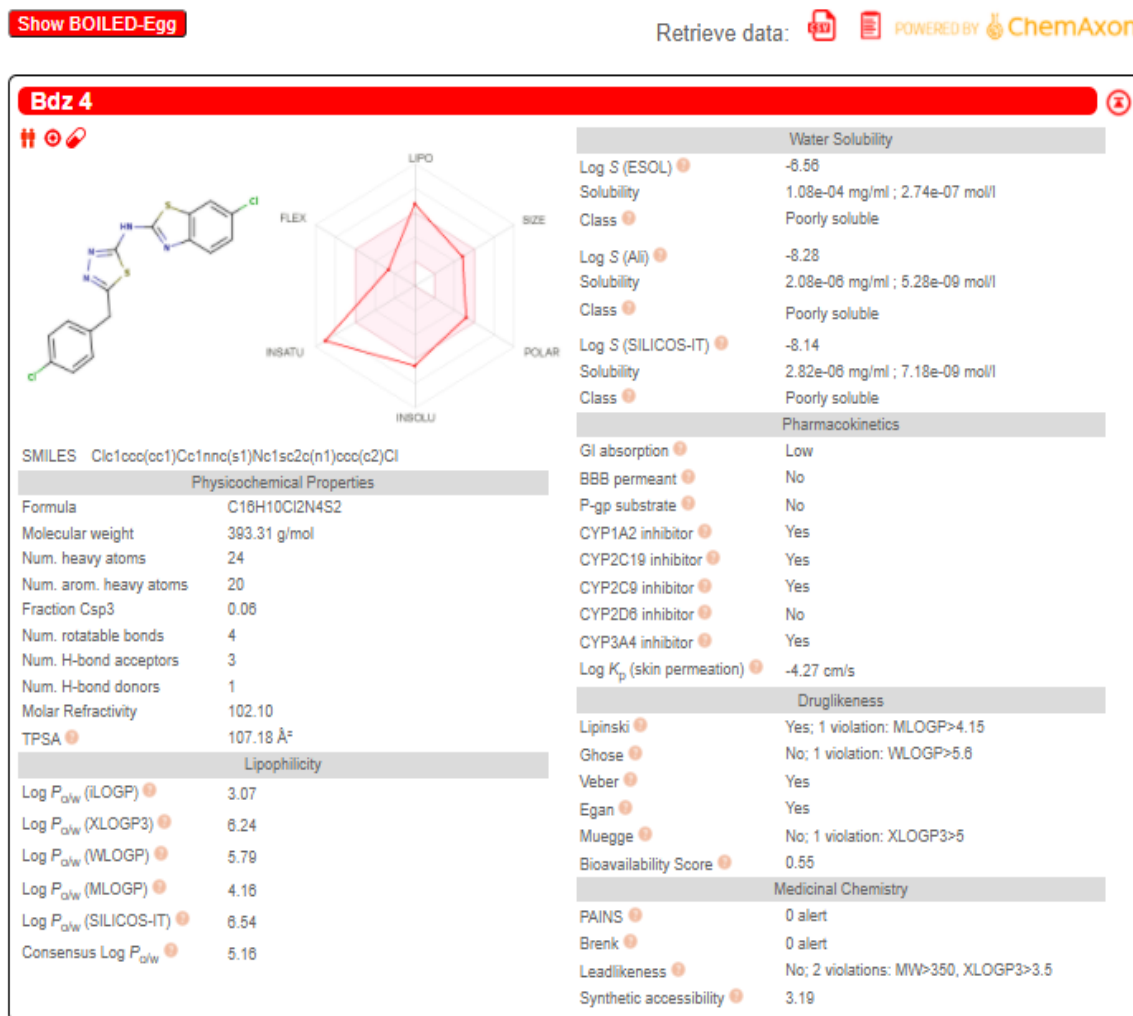 Show BOILED-Egg
Retrieve data: CSV POWERED BY ChemAxon
Bdz 4
LIPO
FLEX
SIZE
INSATU
POLAR
INSOLU
Cl
S
HN
N
N
N
S
Cl
SMILES Clc1ccc(cc1)Cc1nnc(s1)Nc1sc2c(n1)ccc(c2)Cl
Physicochemical Properties
Formula C16H10Cl2N4S2
Molecular weight 393.31 g/mol
Num. heavy atoms 24
Num. arom. heavy atoms 20
Fraction Csp3 0.06
Num. rotatable bonds 4
Num. H-bond acceptors 3
Num. H-bond donors 1
Molar Refractivity 102.10
TPSA ? 107.18 Å²
Lipophilicity
Log Po/w (iLOGP) ? 3.07
Log Po/w (XLOGP3) ? 6.24
Log Po/w (WLOGP) ? 5.79
Log Po/w (MLOGP) ? 4.16
Log Po/w (SILICOS-IT) ? 6.54
Consensus Log Po/w ? 5.16
Water Solubility
Log S (ESOL) ? -6.56
Solubility 1.08e-04 mg/ml ; 2.74e-07 mol/l
Class ? Poorly soluble
Log S (Ali) ? -8.28
Solubility 2.08e-06 mg/ml ; 5.28e-09 mol/l
Class ? Poorly soluble
Log S (SILICOS-IT) ? -8.14
Solubility 2.82e-06 mg/ml ; 7.18e-09 mol/l
Class ? Poorly soluble
Pharmacokinetics
GI absorption ? Low
BBB permeant ? No
P-gp substrate ? No
CYP1A2 inhibitor ? Yes
CYP2C19 inhibitor ? Yes
CYP2C9 inhibitor ? Yes
CYP2D6 inhibitor ? No
CYP3A4 inhibitor ? Yes
Log Kp (skin permeation) ? -4.27 cm/s
Druglikeness
Lipinski ? Yes; 1 violation: MLOGP>4.15
Ghose ? No; 1 violation: WLOGP>5.6
Veber ? Yes
Egan ? Yes
Muegge ? No; 1 violation: XLOGP3>5
Bioavailability Score ? 0.55
Medicinal Chemistry
PAINS ? 0 alert
Brenk ? 0 alert
Leadlikeness ? No; 2 violations: MW>350, XLOGP3>3.5
Synthetic accessibility ? 3.19